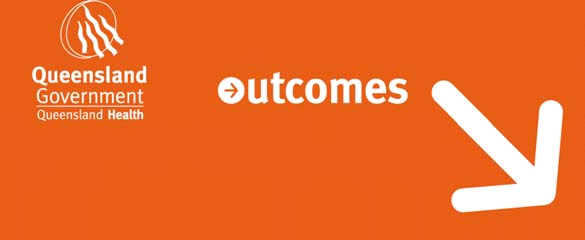 Queensland
Government
Queensland Health
outcomes